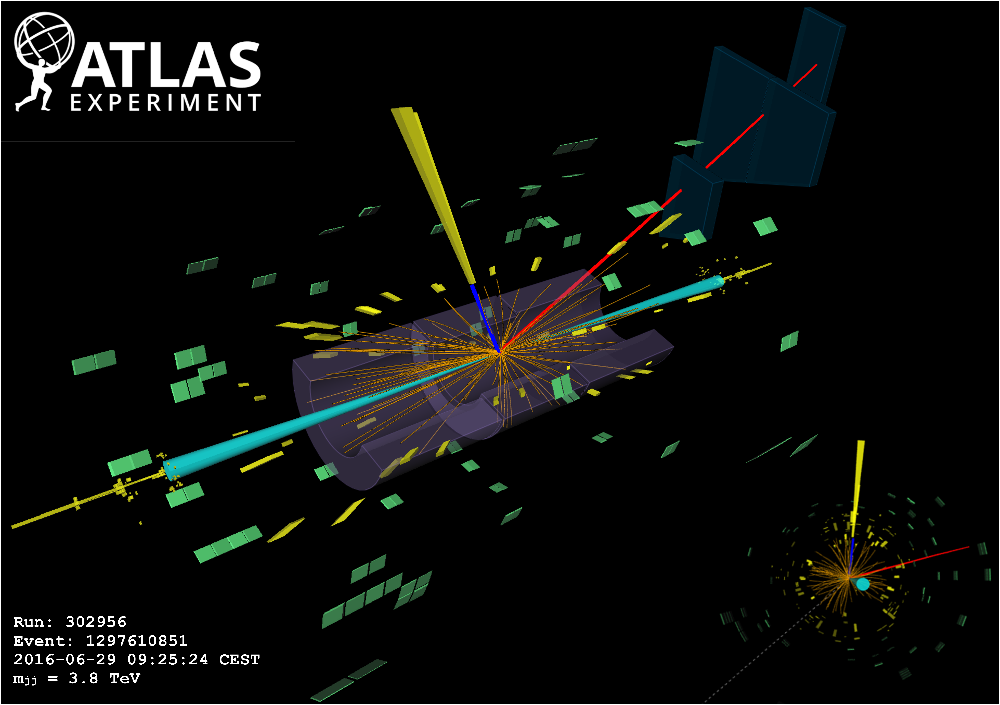 ATLAS
EXPERIMENT
Run: 302956
Event: 1297610851
2016-06-29 09:25:24 CEST
mjj = 3.8 TeV